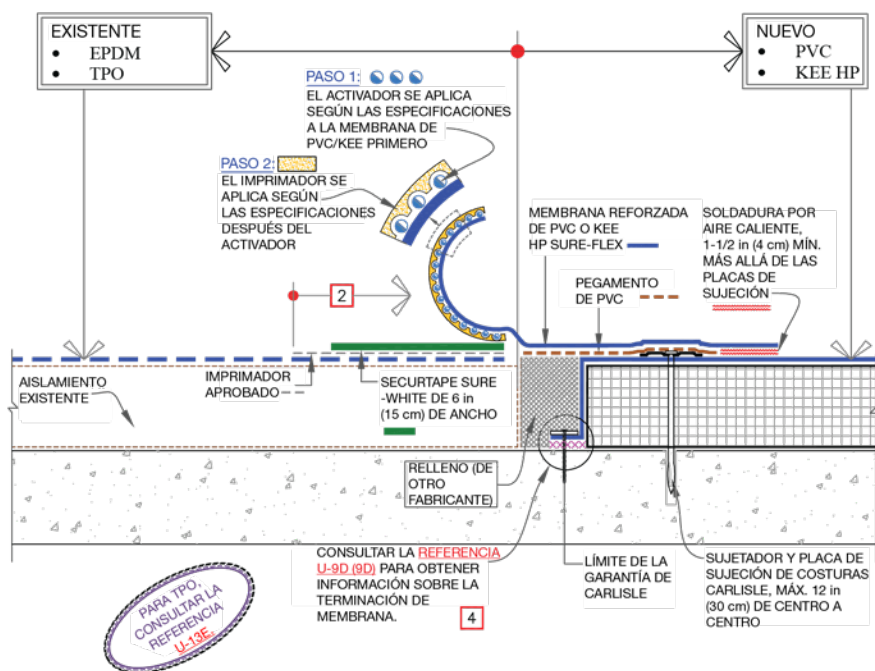 EXISTENTE
• EPDM
• TPO
NUEVO
• PVC
• KEE HP
PASO 1:
EL ACTIVADOR SE APLICA
SEGÚN LAS ESPECIFICACIONES
A LA MEMBRANA DE
PVC/KEE PRIMERO
PASO 2:
EL IMPRIMADOR SE
APLICA SEGÚN
LAS ESPECIFICACIONES
DESPUÉS DEL
ACTIVADOR
MEMBRANA REFORZADA
DE PVC O KEE
HP SURE-FLEX
SOLDADURA POR
AIRE CALIENTE,
1-1/2 in (4 cm) MÍN.
MÁS ALLÁ DE LAS
PLACAS DE
SUJECIÓN
PEGAMENTO
DE PVC
2
AISLAMIENTO
EXISTENTE
IMPRIMADOR
APROBADO
SECURTAPE SURE
-WHITE DE 6 in
(15 cm) DE ANCHO
RELLENO (DE
OTRO
FABRICANTE)
CONSULTAR LA REFERENCIA
U-9D (9D) PARA OBTENER
INFORMACIÓN SOBRE LA
TERMINACIÓN DE
MEMBRANA.
4
LÍMITE DE LA
GARANTÍA DE
CARLISLE
SUJETADOR Y PLACA DE
SUJECIÓN DE COSTURAS
CARLISLE, MÁX. 12 in
(30 cm) DE CENTRO A
CENTRO
PARA TPO,
CONSULTAR LA
REFERENCIA
U-13E.